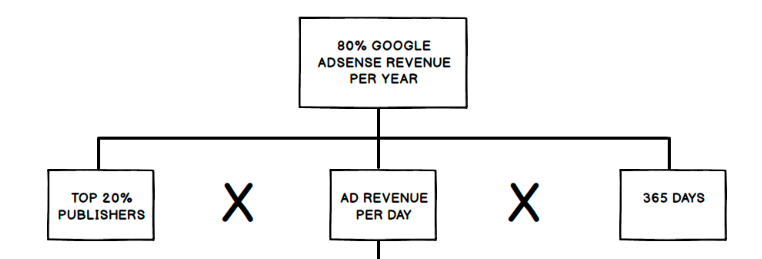 80% GOOGLE
ADSENSE REVENUE
PER YEAR
TOP 20%
PUBLISHERS
X
AD REVENUE
PER DAY
X
365 DAYS